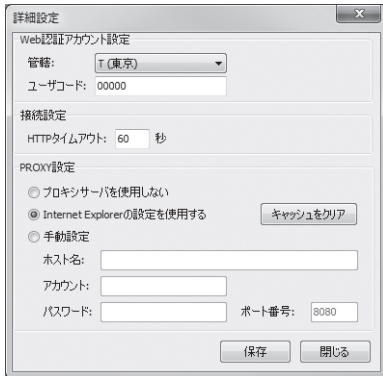 詳細設定
Web認証アカウント設定
管轄: T (東京)
ユーザコード: 00000
接続設定
HTTPタイムアウト: 60 秒
PROXY設定
プロキシサーバを使用しない
Internet Explorerの設定を使用する キャッシュをクリア
手動設定
ホスト名:
アカウント:
パスワード: ポート番号: 8080
保存 閉じる